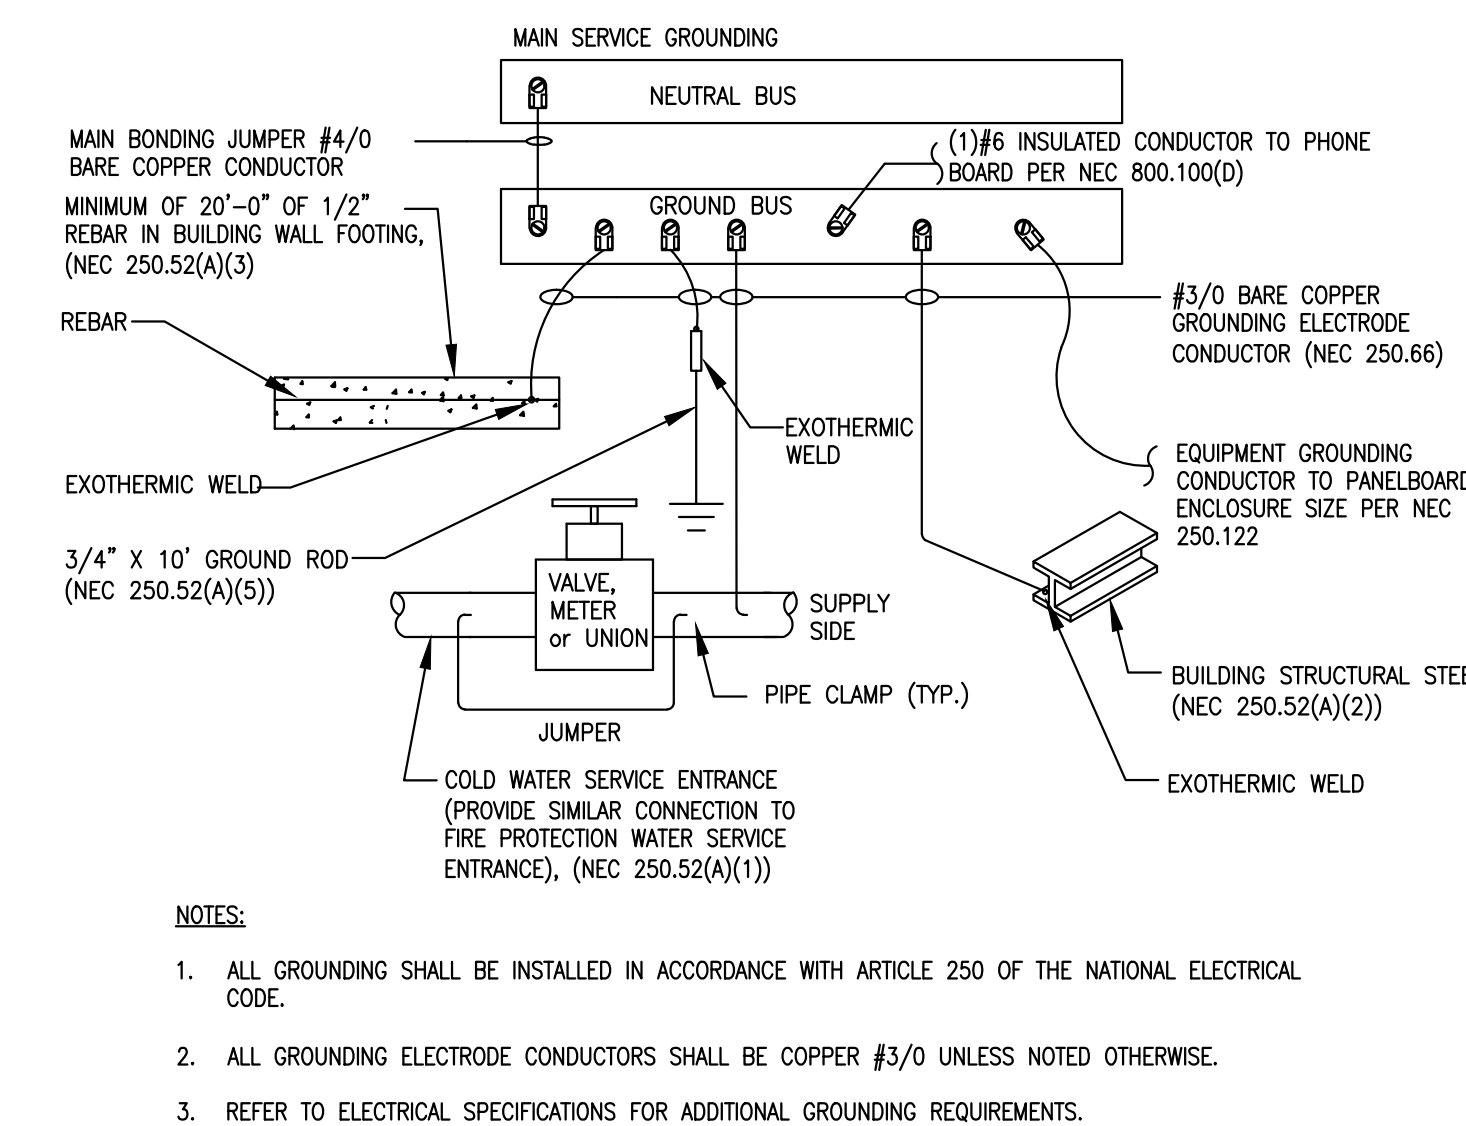 MAIN SERVICE GROUNDING
NEUTRAL BUS
MAIN BONDING JUMPER #4/0
BARE COPPER CONDUCTOR
(1)#6 INSULATED CONDUCTOR TO PHONE
BOARD PER NEC 800.100(D)
MINIMUM OF 20'-0" OF 1/2"
REBAR IN BUILDING WALL FOOTING,
(NEC 250.52(A)(3)
GROUND BUS
REBAR
#3/0 BARE COPPER
GROUNDING ELECTRODE
CONDUCTOR (NEC 250.66)
EXOTHERMIC
WELD
EXOTHERMIC WELD
EQUIPMENT GROUNDING
CONDUCTOR TO PANELBOARD
ENCLOSURE SIZE PER NEC
250.122
3/4" X 10' GROUND ROD
(NEC 250.52(A)(5))
VALVE,
METER
or UNION
SUPPLY
SIDE
PIPE CLAMP (TYP.)
BUILDING STRUCTURAL
(NEC 250.52(A)(2))
JUMPER
COLD WATER SERVICE ENTRANCE
(PROVIDE SIMILAR CONNECTION TO
FIRE PROTECTION WATER SERVICE
ENTRANCE), (NEC 250.52(A)(1))
EXOTHERMIC WELD
NOTES:
1. ALL GROUNDING SHALL BE INSTALLED IN ACCORDANCE WITH ARTICLE 250 OF THE NATIONAL ELECTRICAL
CODE.
2. ALL GROUNDING ELECTRODE CONDUCTORS SHALL BE COPPER #3/0 UNLESS NOTED OTHERWISE.
3. REFER TO ELECTRICAL SPECIFICATIONS FOR ADDITIONAL GROUNDING REQUIREMENTS.